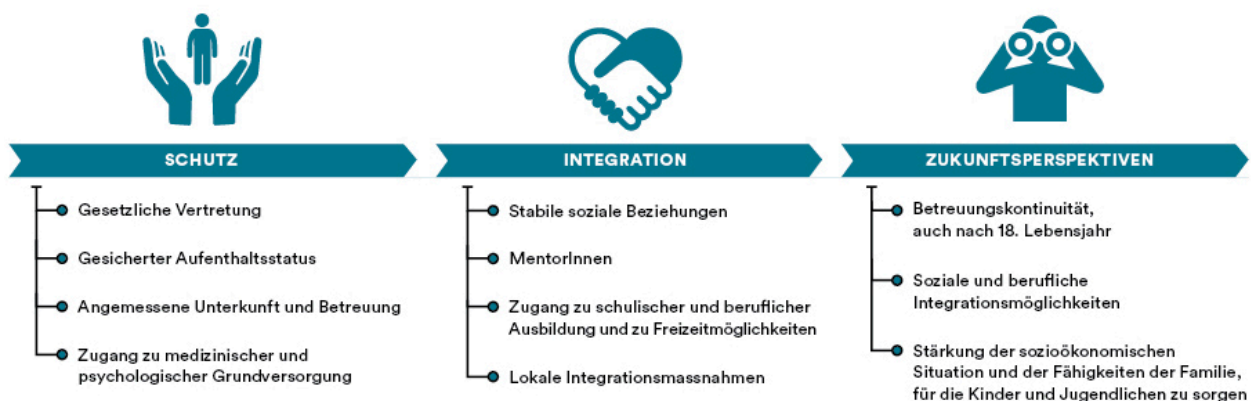 SCHUTZ
Gesetzliche Vertretung
Gesicherter Aufenthaltsstatus
Angemessene Unterkunft und Betreuung
Zugang zu medizinischer und
psychologischer Grundversorgung
INTEGRATION
Stabile soziale Beziehungen
MentorInnen
Zugang zu schulischer und beruflicher
Ausbildung und zu Freizeitmöglichkeiten
Lokale Integrationsmassnahmen
ZUKUNFTSPERSPEKTIVEN
Betreuungskontinuität,
auch nach 18. Lebensjahr
Soziale und berufliche
Integrationsmöglichkeiten
Stärkung der sozioökonomischen
Situation und der Fähigkeiten der Familie,
für die Kinder und Jugendlichen zu sorgen